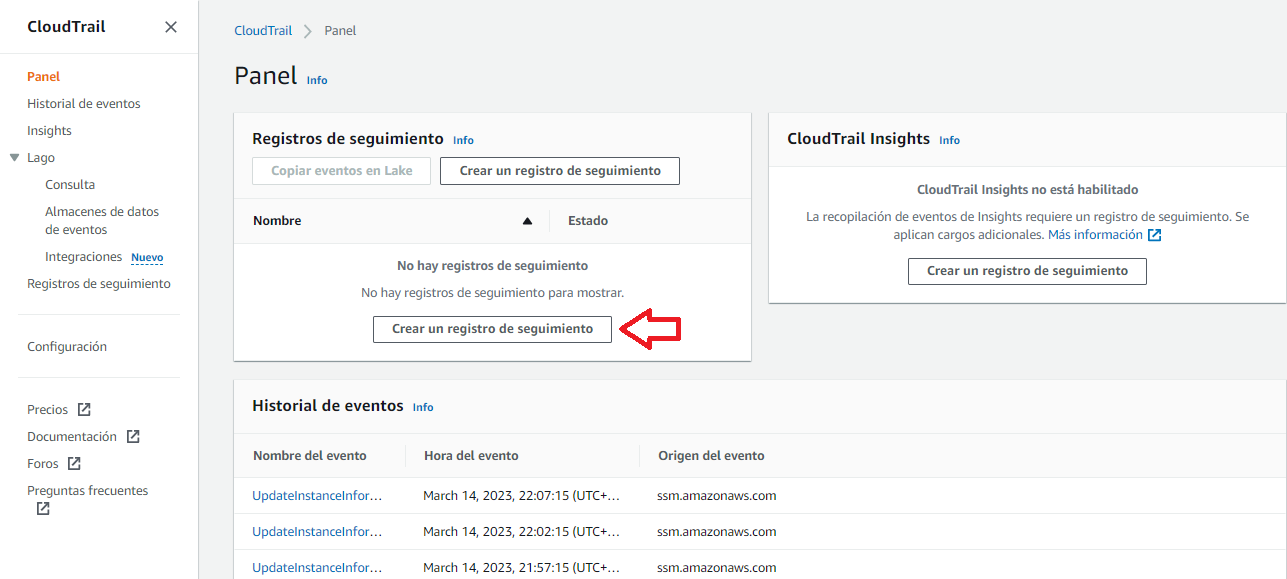 CloudTrail
Panel
Historial de eventos
Insights
Lago
Consulta
Almacenes de datos
de eventos
Integraciones Nuevo
Registros de seguimiento
Configuración
Precios
Documentación
Foros
Preguntas frecuentes
CloudTrail Panel
Panel Info
Registros de seguimiento Info
Copiar eventos en Lake Crear un registro de seguimiento
Nombre Estado
No hay registros de seguimiento
No hay registros de seguimiento para mostrar.
Crear un registro de seguimiento
CloudTrail Insights Info
CloudTrail Insights no está habilitado
La recopilación de eventos de Insights requiere un registro de seguimiento. Se
aplican cargos adicionales. Más información
Crear un registro de seguimiento
Historial de eventos Info
Nombre del evento Hora del evento Origen del evento
UpdateInstanceInfor... March 14, 2023, 22:07:15 (UTC+... ssm.amazonaws.com
UpdateInstanceInfor... March 14, 2023, 22:02:15 (UTC+... ssm.amazonaws.com
UpdateInstanceInfor... March 14, 2023, 21:57:15 (UTC+... ssm.amazonaws.com